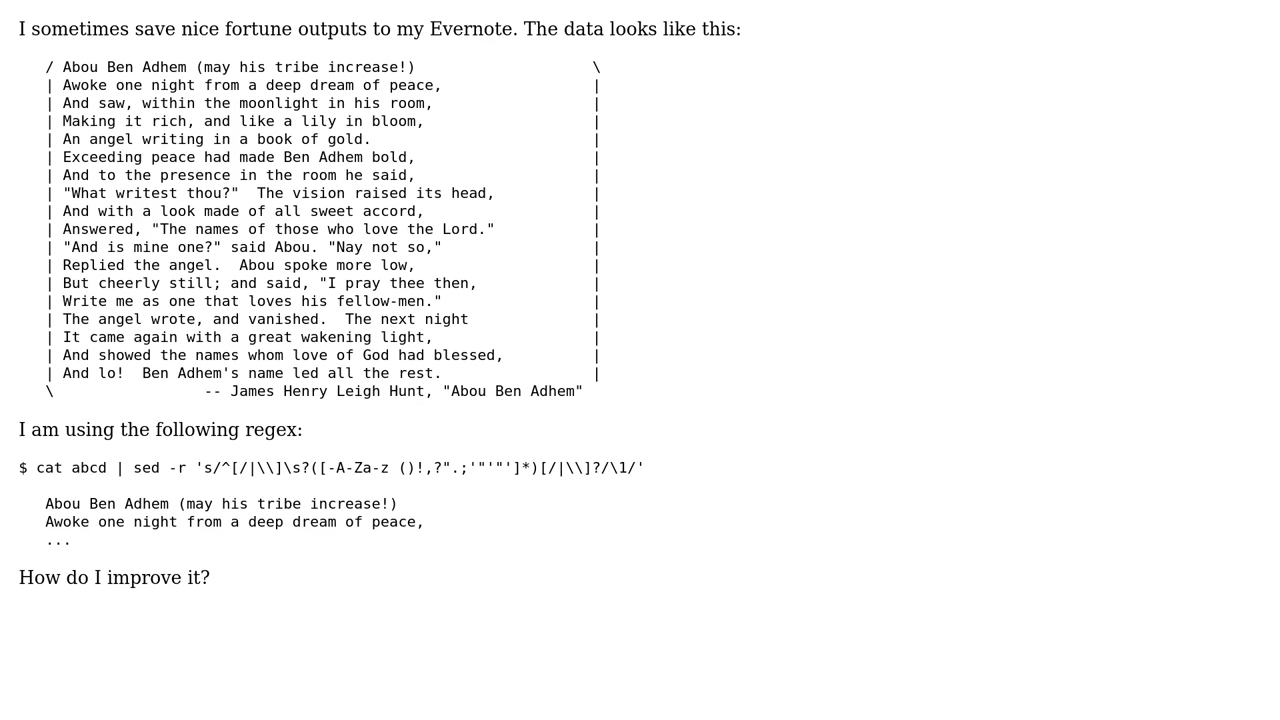 I sometimes save nice fortune outputs to my Evernote. The data looks like this:
/ Abou Ben Adhem (may his tribe increase!)                    \
| Awoke one night from a deep dream of peace,                 |
| And saw, within the moonlight in his room,                  |
| Making it rich, and like a lily in bloom,                   |
| An angel writing in a book of gold.                         |
| Exceeding peace had made Ben Adhem bold,                    |
| And to the presence in the room he said,                    |
| "What writest thou?"  The vision raised its head,           |
| And with a look made of all sweet accord,                   |
| Answered, "The names of those who love the Lord."           |
| "And is mine one?" said Abou. "Nay not so,"                 |
| Replied the angel.  Abou spoke more low,                    |
| But cheerly still; and said, "I pray thee then,             |
| Write me as one that loves his fellow-men."                 |
| The angel wrote, and vanished.  The next night              |
| It came again with a great wakening light,                  |
| And showed the names whom love of God had blessed,          |
| And lo!  Ben Adhem's name led all the rest.                 |
\                 -- James Henry Leigh Hunt, "Abou Ben Adhem"
I am using the following regex:
$ cat abcd | sed -r 's/^[/|\\]\s?([-A-Za-z ()!,?".;'"'"']*)[/|\\]?/\1/'
Abou Ben Adhem (may his tribe increase!)
Awoke one night from a deep dream of peace,
...
How do I improve it?